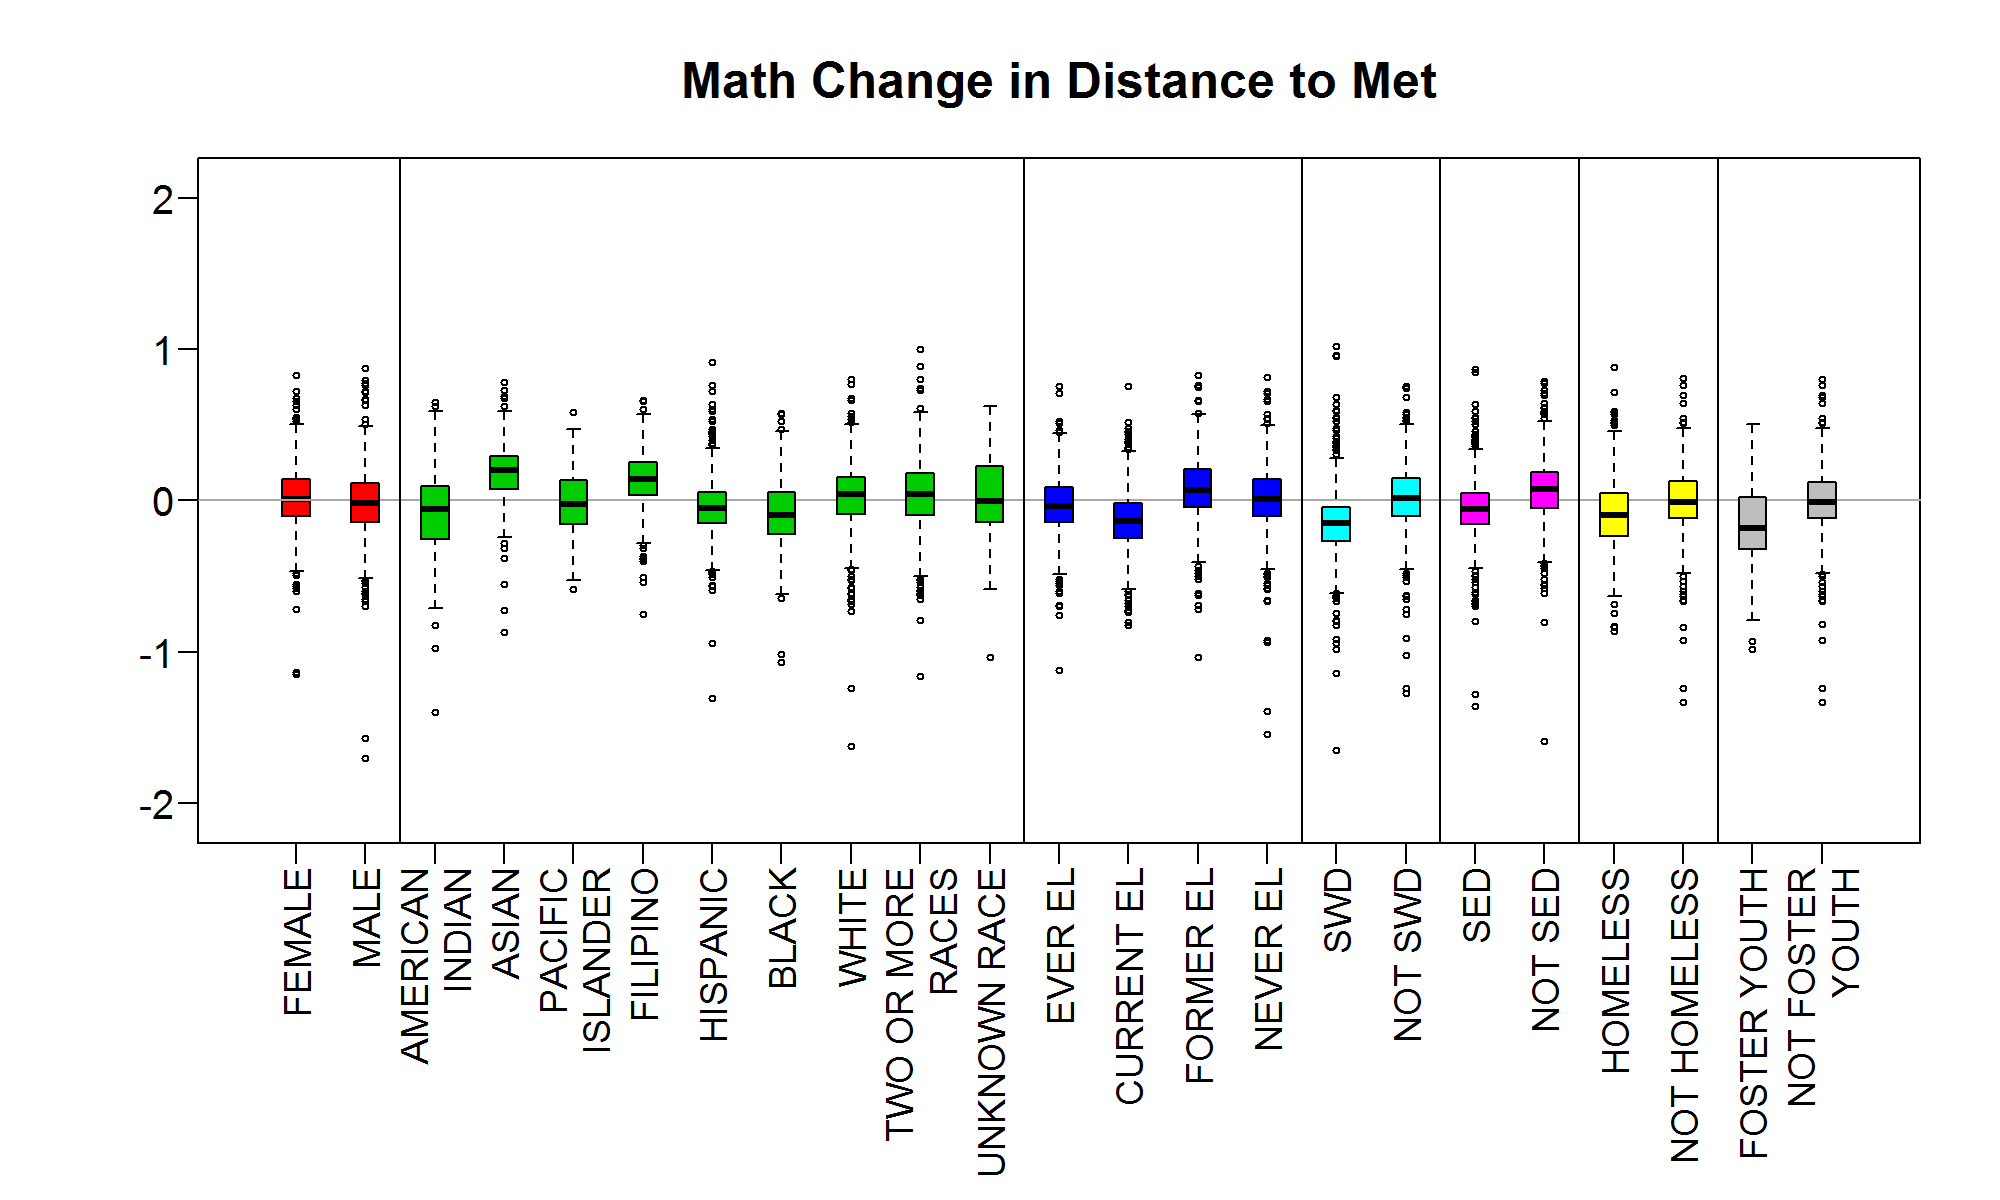 Math Change in Distance to Met
2
1
0
-1
-2
FEMALE
MALE
AMERICAN
INDIAN
ASIAN
PACIFIC
ISLANDER
FILIPINO
HISPANIC
BLACK
WHITE
TWO OR MORE
RACES
UNKNOWN RACE
EVER EL
CURRENT EL
FORMER EL
NEVER EL
SWD
NOT SWD
SED
NOT SED
HOMELESS
NOT HOMELESS
FOSTER YOUTH
NOT FOSTER
YOUTH